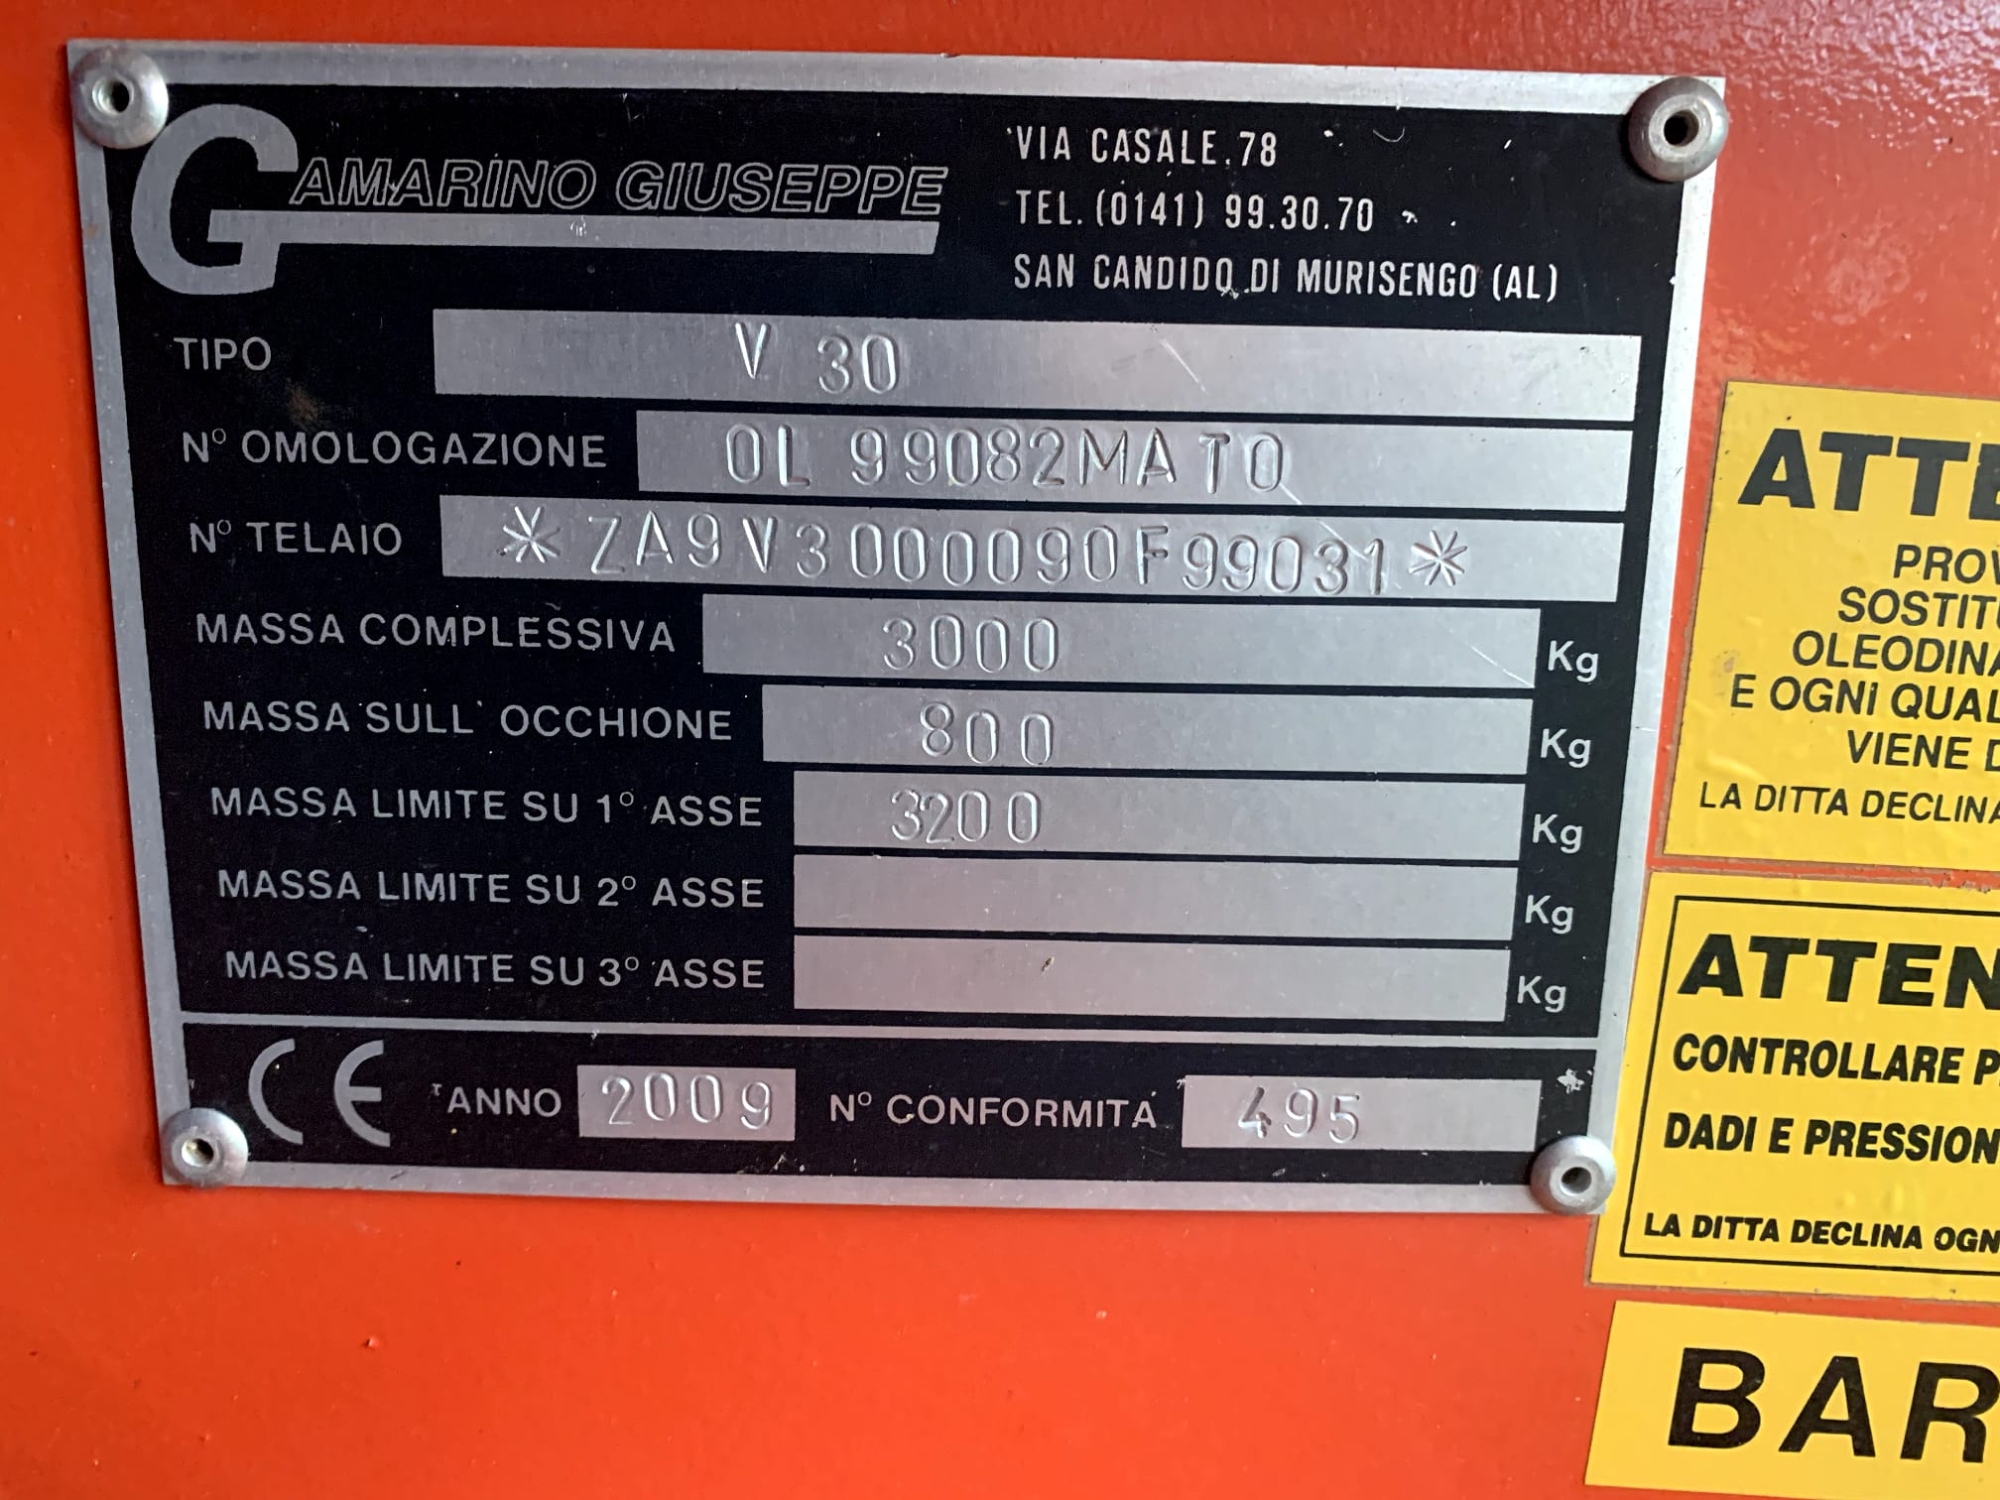 GAMARINO GIUSEPPE
VIA CASALE.78
TEL. (0141) 99.30.70
SAN CANDIDO DI MURISENGO (AL)
TIPO V 30
N° OMOLOGAZIONE OL 99082MATO
N° TELAIO *ZA9V3000090F99031*
MASSA COMPLESSIVA 3000 Kg
MASSA SULL' OCCHIONE 800 Kg
MASSA LIMITE SU 1° ASSE 3200 Kg
MASSA LIMITE SU 2° ASSE Kg
MASSA LIMITE SU 3° ASSE Kg
CE ANNO 2009 N° CONFORMITÁ 495
ATTE
PROV
SOSTITU
OLEODINA
E OGNI QUAL
VIENE D
LA DITTA DECLINA
ATTEN
CONTROLLARE P
DADI E PRESSION
LA DITTA DECLINA OGN
BAR